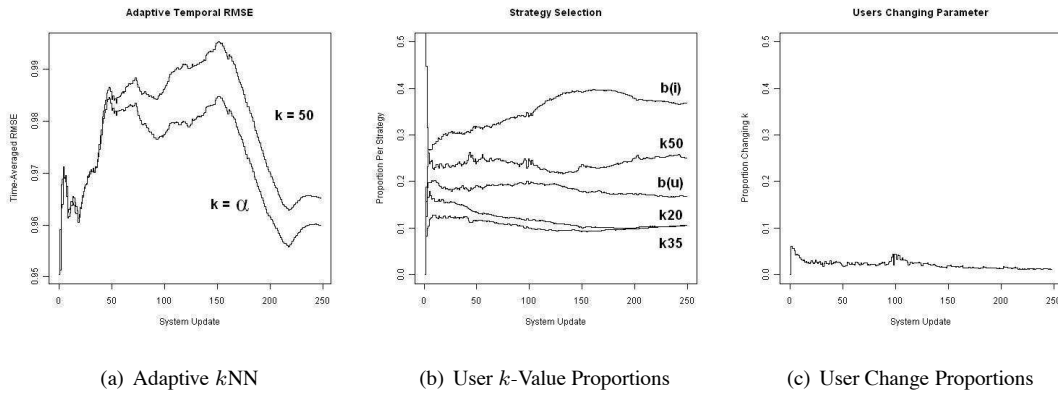 Adaptive Temporal RMSE
Time-Averaged RMSE
0.99
0.98
0.97
0.96
0.95
k = 50
k = α
0 50 100 150 200 250
System Update
(a) Adaptive kNN
Strategy Selection
Proportion Per Strategy
0.5
0.4
0.3
0.2
0.1
0.0
b(i)
k50
b(u)
k20
k35
0 50 100 150 200 250
System Update
(b) User k-Value Proportions
Users Changing Parameter
Proportion Changing k
0.5
0.4
0.3
0.2
0.1
0.0
0 50 100 150 200 250
System Update
(c) User Change Proportions